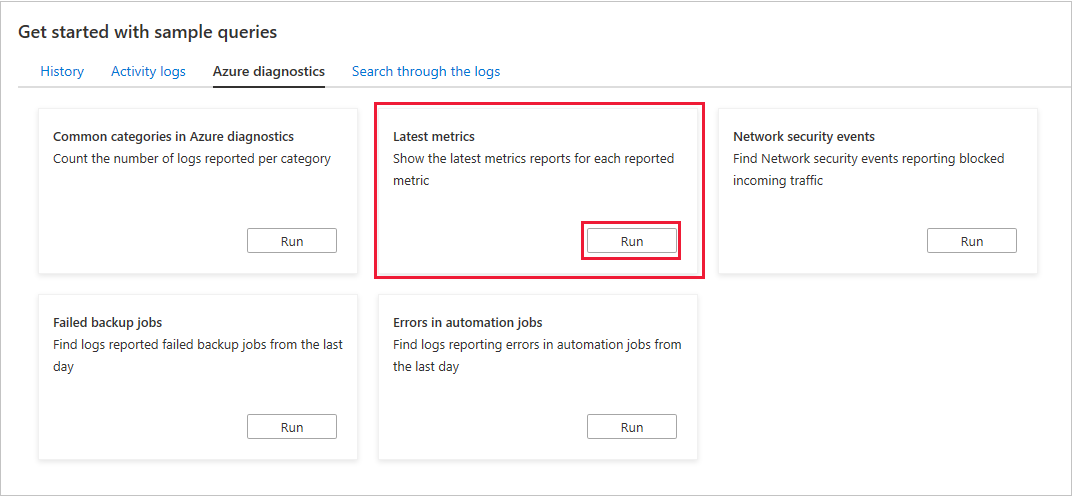 Get started with sample queries
History
Activity logs
Azure diagnostics
Search through the logs
Common categories in Azure diagnostics
Count the number of logs reported per category
Run
Latest metrics
Show the latest metrics reports for each reported
metric
Run
Network security events
Find Network security events reporting blocked
incoming traffic
Run
Failed backup jobs
Find logs reported failed backup jobs from the last
day
Run
Errors in automation jobs
Find logs reporting errors in automation jobs from
the last day
Run